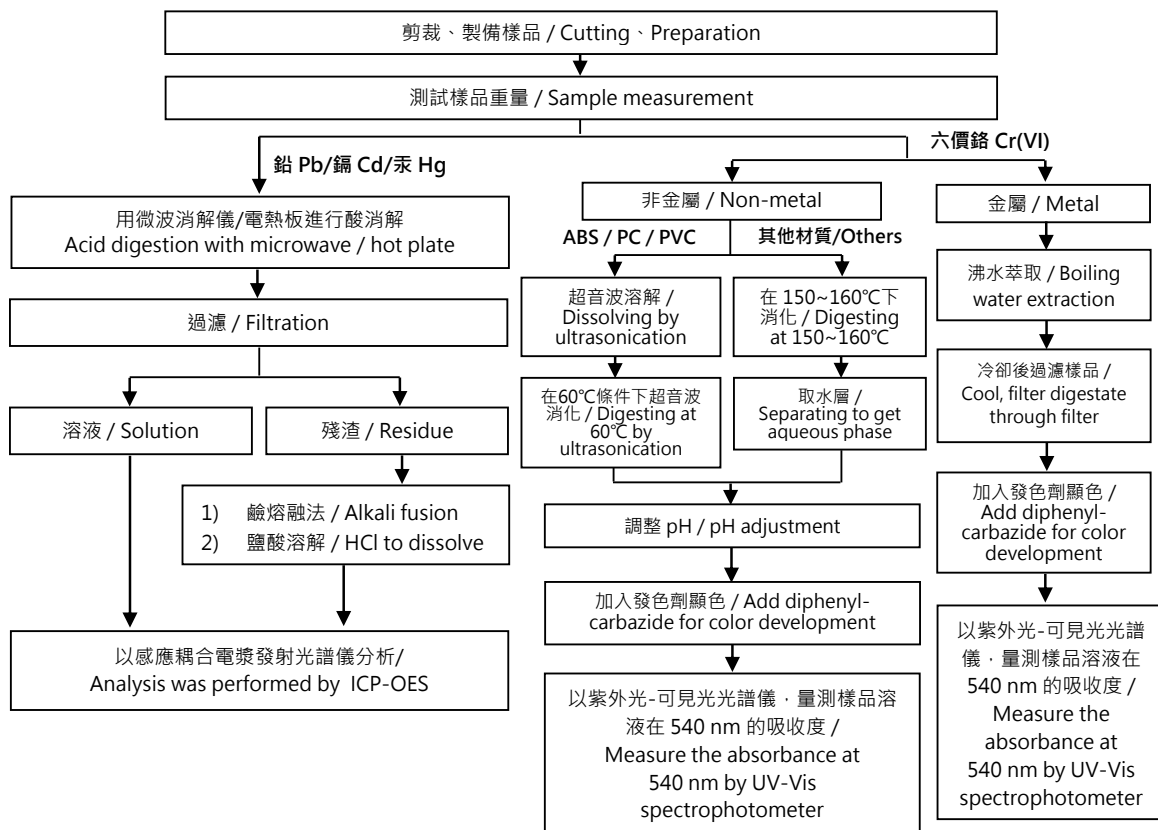 剪裁、製備樣品 / Cutting、Preparation
測試樣品重量 / Sample measurement
鉛 Pb/鎘 Cd/汞 Hg
六價鉻 Cr(VI)
用微波消解儀/電熱板進行酸消解
Acid digestion with microwave / hot plate
過濾 / Filtration
溶液 / Solution
殘渣 / Residue
1) 鹼熔融法 / Alkali fusion
2) 鹽酸溶解 / HCl to dissolve
以感應耦合電漿發射光譜儀分析/
Analysis was performed by ICP-OES
非金屬 / Non-metal
ABS / PC / PVC
其他材質/Others
超音波溶解 /
Dissolving by
ultrasonication
在60℃條件下超音波
消化 / Digesting at
60℃ by
ultrasonication
在 150~160℃下
消化 / Digesting
at 150~160℃
取水層 /
Separating to get
aqueous phase
調整 pH / pH adjustment
加入發色劑顯色 / Add diphenyl-
carbazide for color development
以紫外光-可見光光譜儀，量測樣品溶
液在 540 nm 的吸收度 /
Measure the absorbance at
540 nm by UV-Vis
spectrophotometer
金屬 / Metal
沸水萃取 / Boiling
water extraction
冷卻後過濾樣品 /
Cool, filter digestate
through filter
加入發色劑顯色 /
Add diphenyl-
carbazide for color
development
以紫外光-可見光光譜
儀，量測樣品溶液在
540 nm 的吸收度 /
Measure the
absorbance at
540 nm by UV-Vis
spectrophotometer